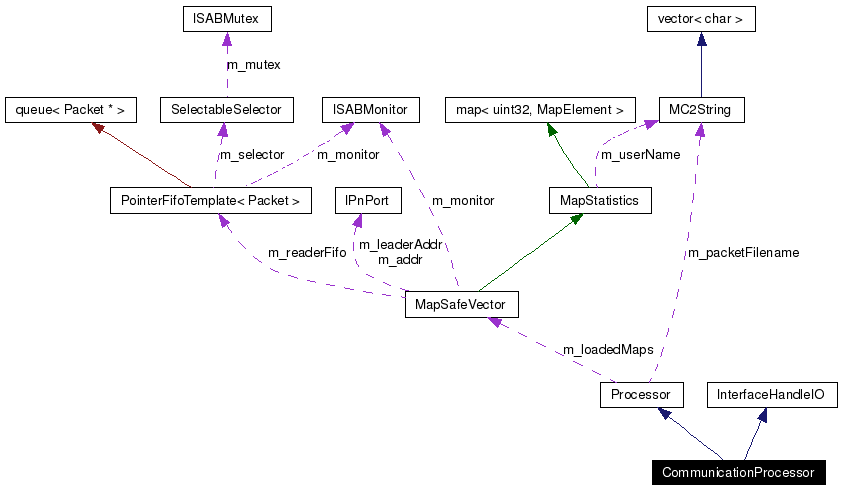 ISABMutex
vector< char >
m_mutex
queue< Packet * >
SelectableSelector
ISABMonitor
map< uint32, MapElement >
MC2String
m_selector
m_monitor
m_userName
PointerFifoTemplate< Packet >
IPnPort
MapStatistics
m_monitor
m_readerFifo
m_leaderAddr
m_addr
m_packetFilename
MapSafeVector
m_loadedMaps
Processor
InterfaceHandleIO
CommunicationProcessor